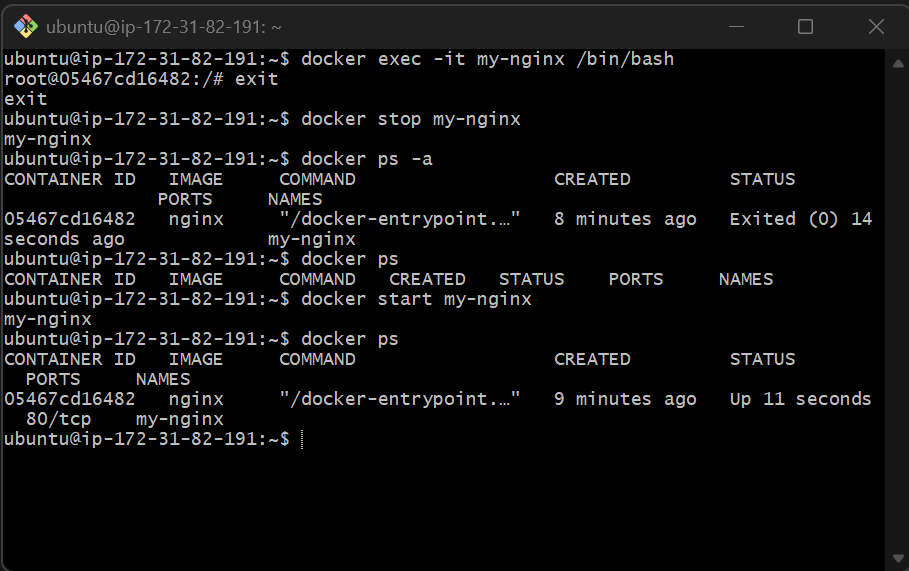 ubuntu@ip-172-31-82-191: ~
ubuntu@ip-172-31-82-191:~$ docker exec -it my-nginx /bin/bash
root@05467cd16482:/# exit
exit
ubuntu@ip-172-31-82-191:~$ docker stop my-nginx
my-nginx
ubuntu@ip-172-31-82-191:~$ docker ps -a
CONTAINER ID   IMAGE     COMMAND                  CREATED         STATUS
              PORTS     NAMES
05467cd16482   nginx     "/docker-entrypoint.…"   8 minutes ago   Exited (0) 14
seconds ago             my-nginx
ubuntu@ip-172-31-82-191:~$ docker ps
CONTAINER ID   IMAGE     COMMAND   CREATED   STATUS    PORTS     NAMES
ubuntu@ip-172-31-82-191:~$ docker start my-nginx
my-nginx
ubuntu@ip-172-31-82-191:~$ docker ps
CONTAINER ID   IMAGE     COMMAND                  CREATED         STATUS
  PORTS     NAMES
05467cd16482   nginx     "/docker-entrypoint.…"   9 minutes ago   Up 11 seconds
  80/tcp    my-nginx
ubuntu@ip-172-31-82-191:~$